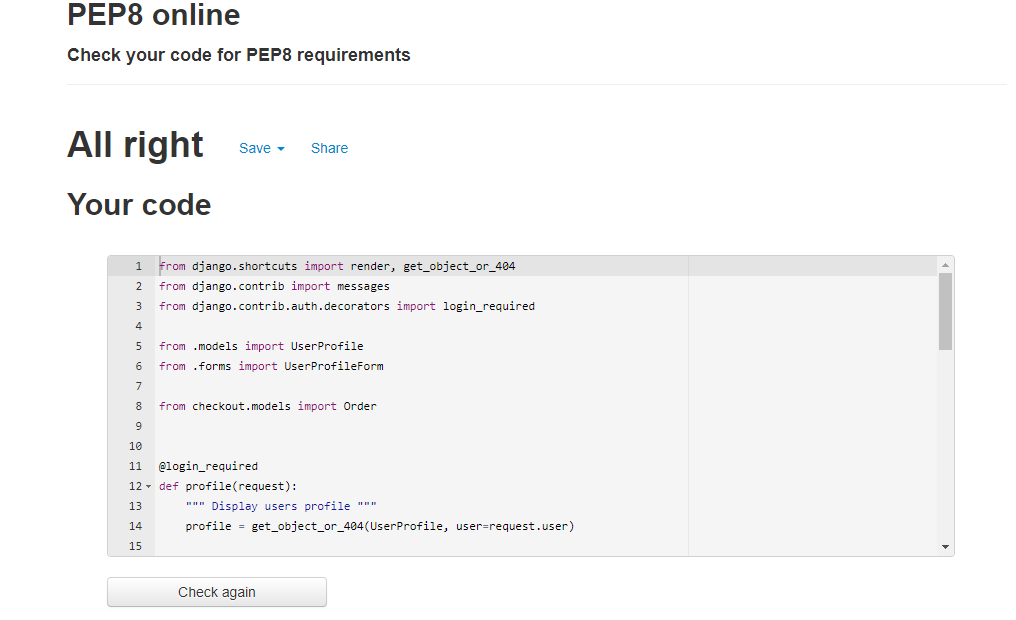 PEP8 online
Check your code for PEP8 requirements
All right Save Share
Your code
1 from django.shortcuts import render, get_object_or_404
2 from django.contrib import messages
3 from django.contrib.auth.decorators import login_required
4
5 from .models import UserProfile
6 from .forms import UserProfileForm
7
8 from checkout.models import Order
9
10
11 @login_required
12 def profile(request):
13 """ Display users profile """
14 profile = get_object_or_404(UserProfile, user=request.user)
15
Check again